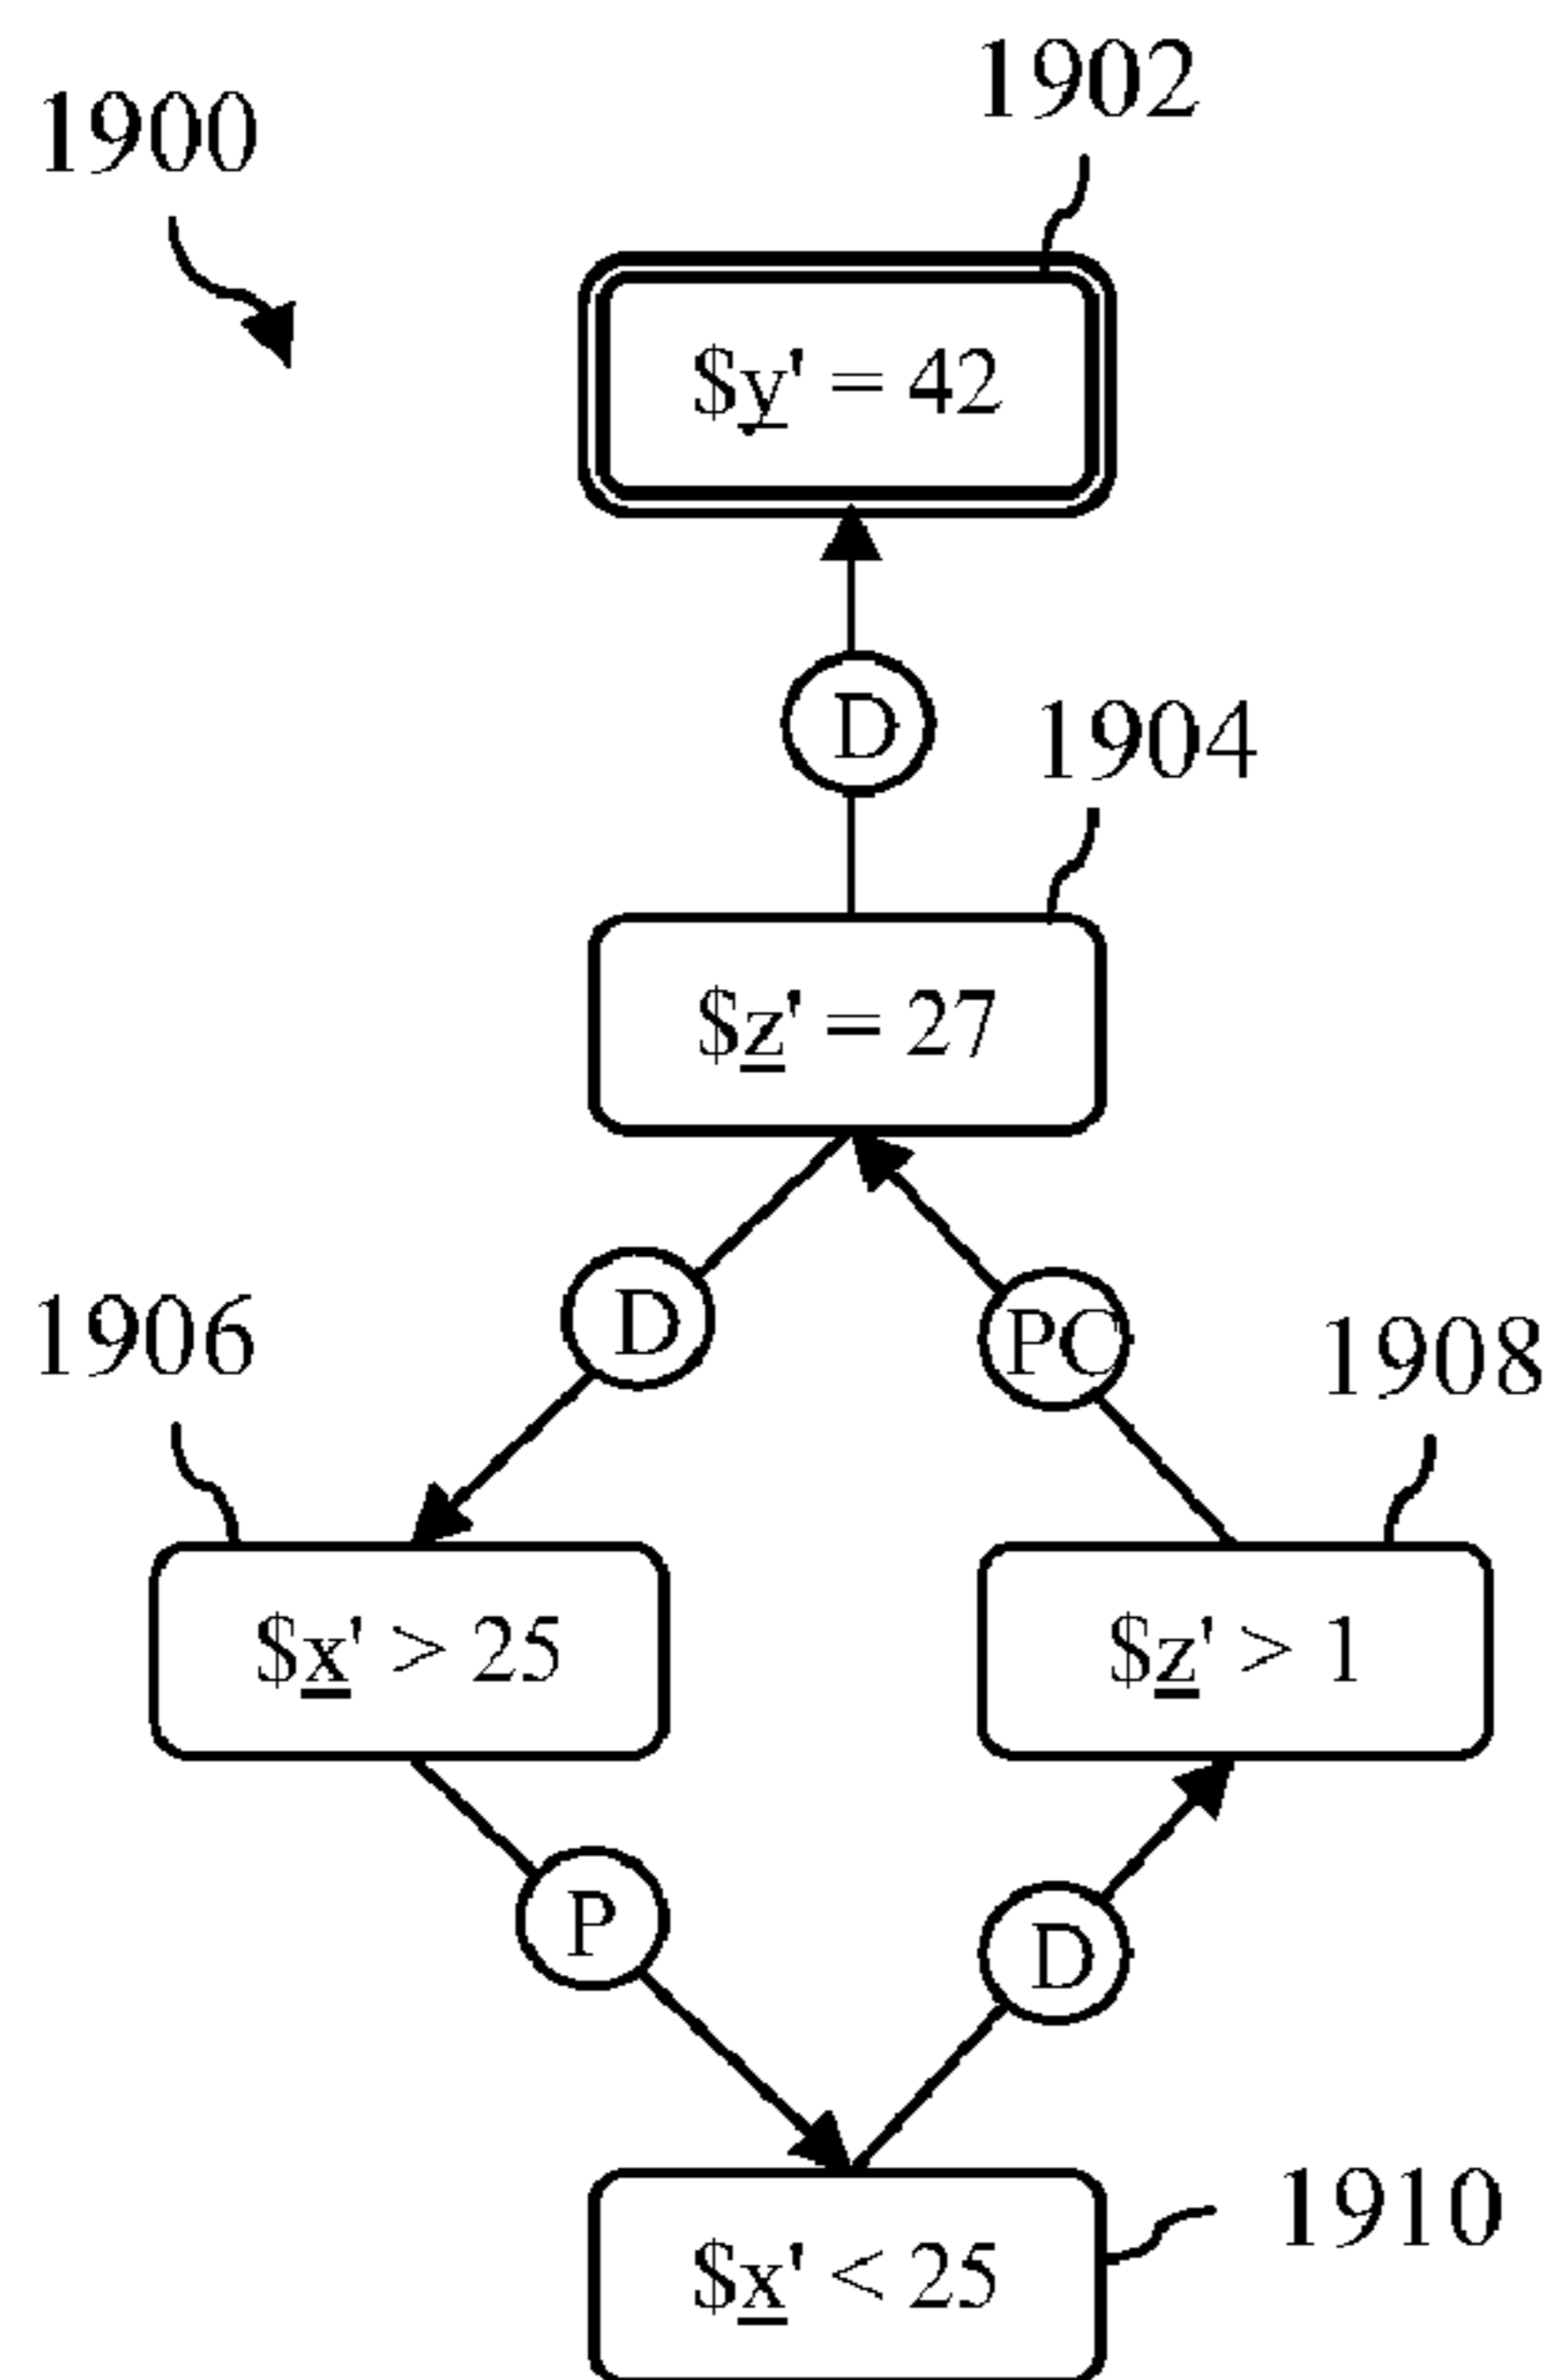 1902
1900
$y' = 42
D
1904
$z' = 27
D
PC
1906
1908
$x' > 25
$z' > 1
P
D
1910
$x' < 25